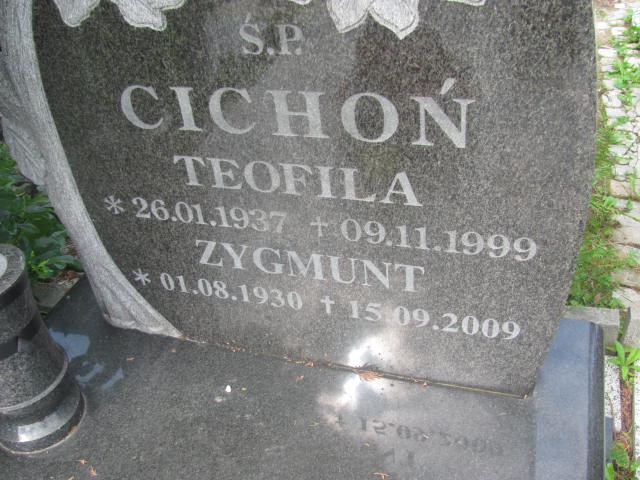 Ś.P.
CICHOŃ
TEOFILA
* 26.01.1937 † 09.11.1999
ZYGMUNT
* 01.08.1930 † 15.09.2009